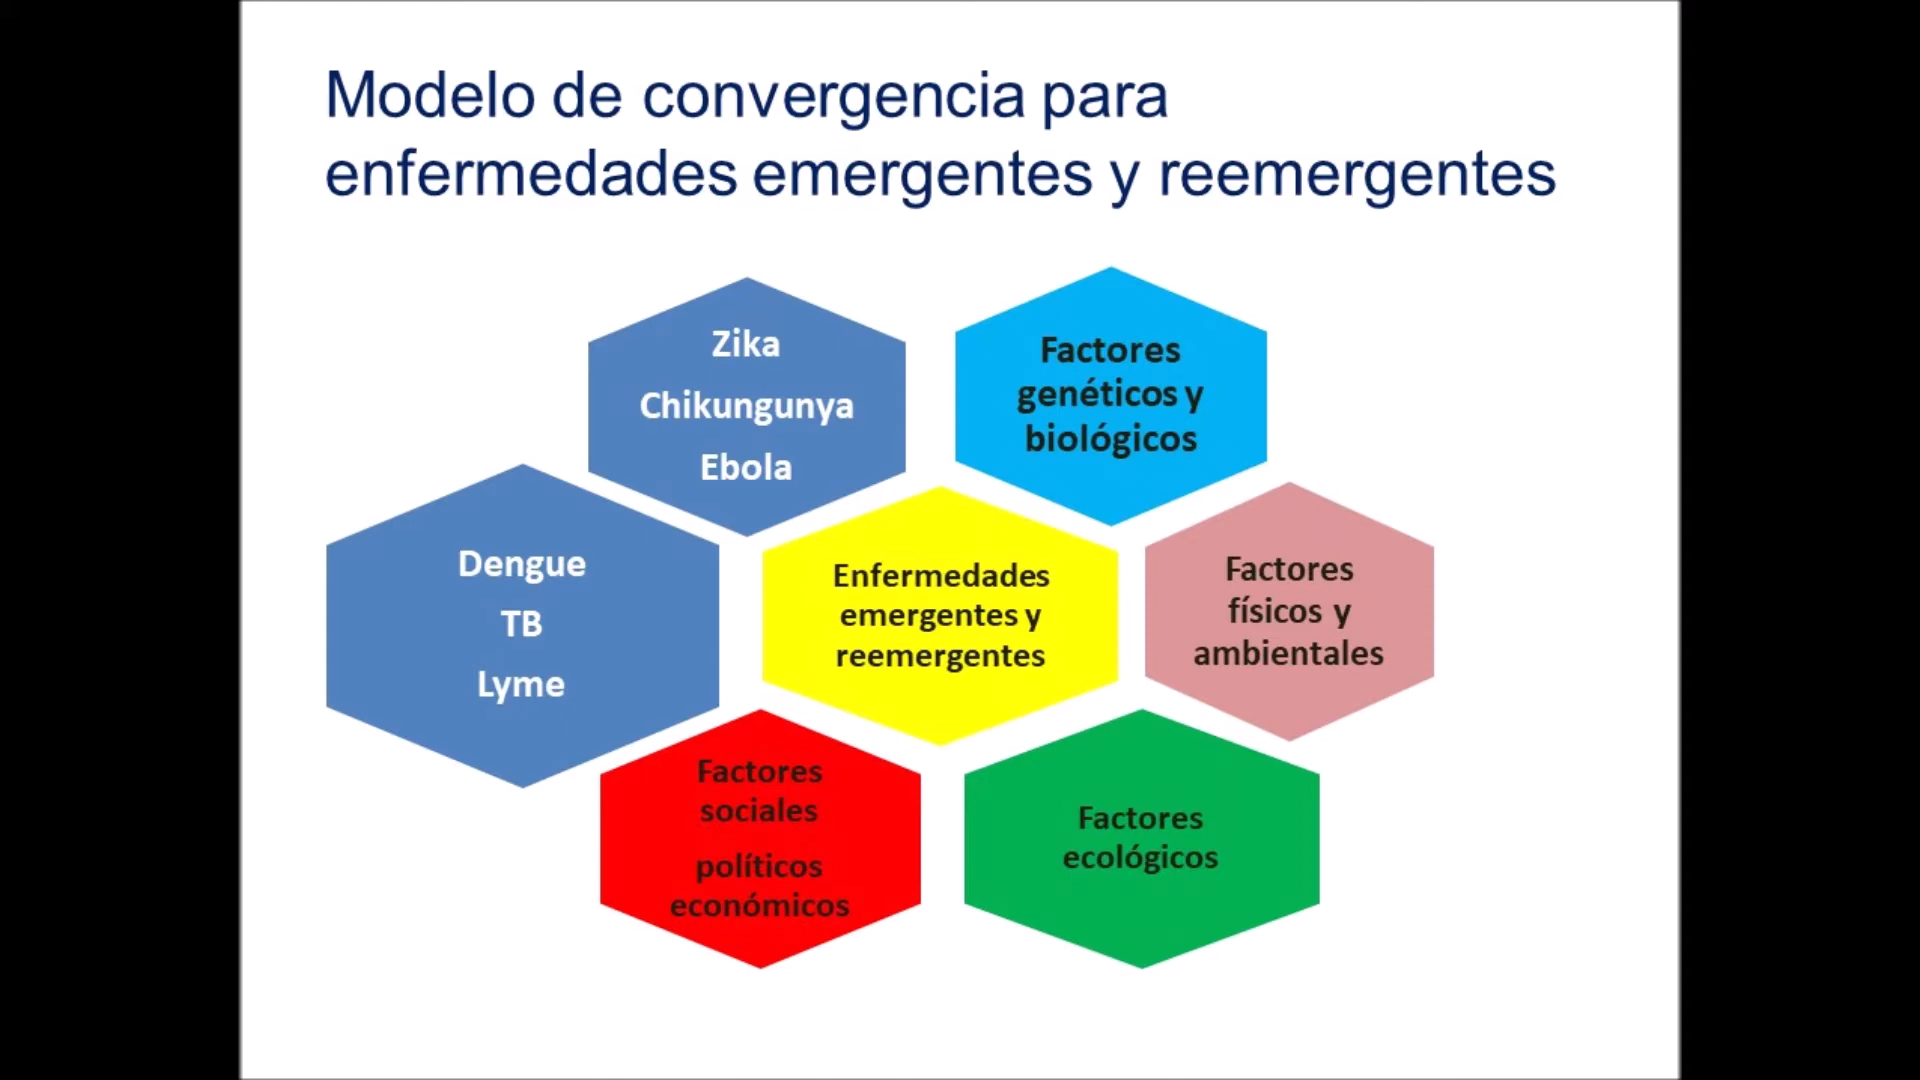 Modelo de convergencia para
enfermedades emergentes y reemergentes
Zika
Chikungunya
Ebola
Factores
genéticos y
biológicos
Dengue
TB
Lyme
Enfermedades
emergentes y
reemergentes
Factores
físicos y
ambientales
Factores
sociales
políticos
económicos
Factores
ecológicos